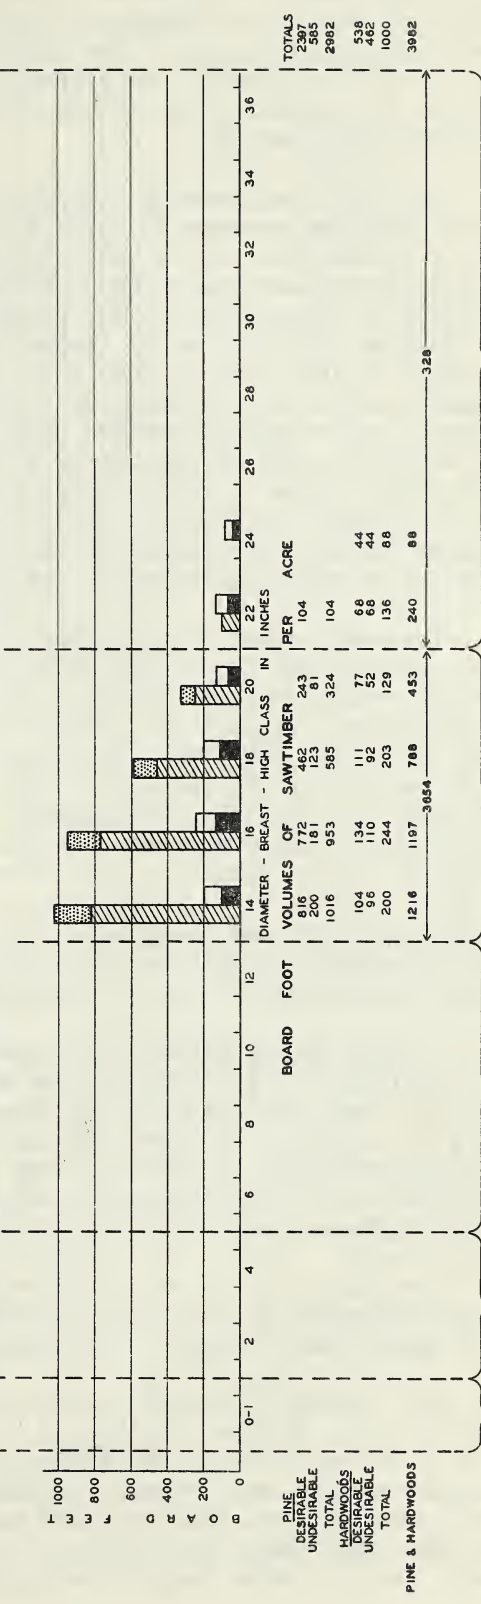 BOARD FEET
1000
800
600
400
200
0
0-1 2 4 6 8 10 12 14 16 18 20 22 24 26 28 30 32 34 36
DIAMETER - BREAST - HIGH CLASS IN INCHES
BOARD FOOT VOLUMES OF SAWTIMBER PER ACRE TOTALS
PINE
DESIRABLE 816 772 462 243 104 2397
UNDESIRABLE 200 181 123 81 585
TOTAL 1016 953 585 324 104 2982
HARDWOODS
DESIRABLE 104 134 111 77 68 44 538
UNDESIRABLE 96 110 92 52 68 44 462
TOTAL 200 244 203 129 136 88 1000
PINE & HARDWOODS 1216 1197 788 453 240 88 3982
3654 328